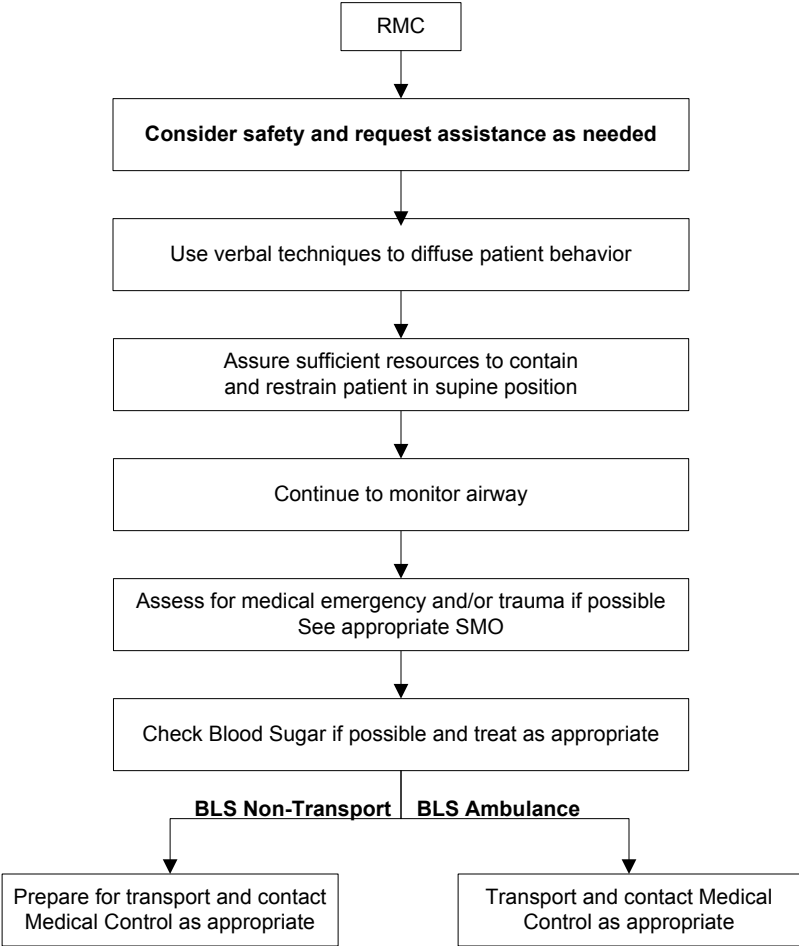 RMC
Consider safety and request assistance as needed
Use verbal techniques to diffuse patient behavior
Assure sufficient resources to contain
and restrain patient in supine position
Continue to monitor airway
Assess for medical emergency and/or trauma if possible
See appropriate SMO
Check Blood Sugar if possible and treat as appropriate
BLS Non-Transport
BLS Ambulance
Prepare for transport and contact
Medical Control as appropriate
Transport and contact Medical
Control as appropriate